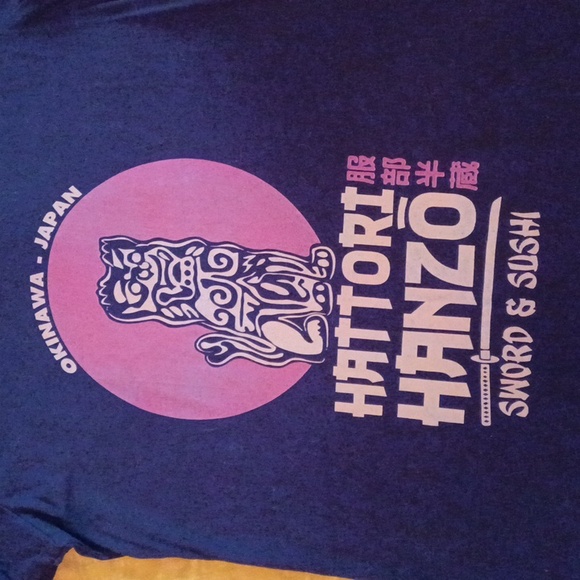 OKINAWA - JAPAN
服部半蔵
HATTORI
HANZŌ
SWORD & SUSHI